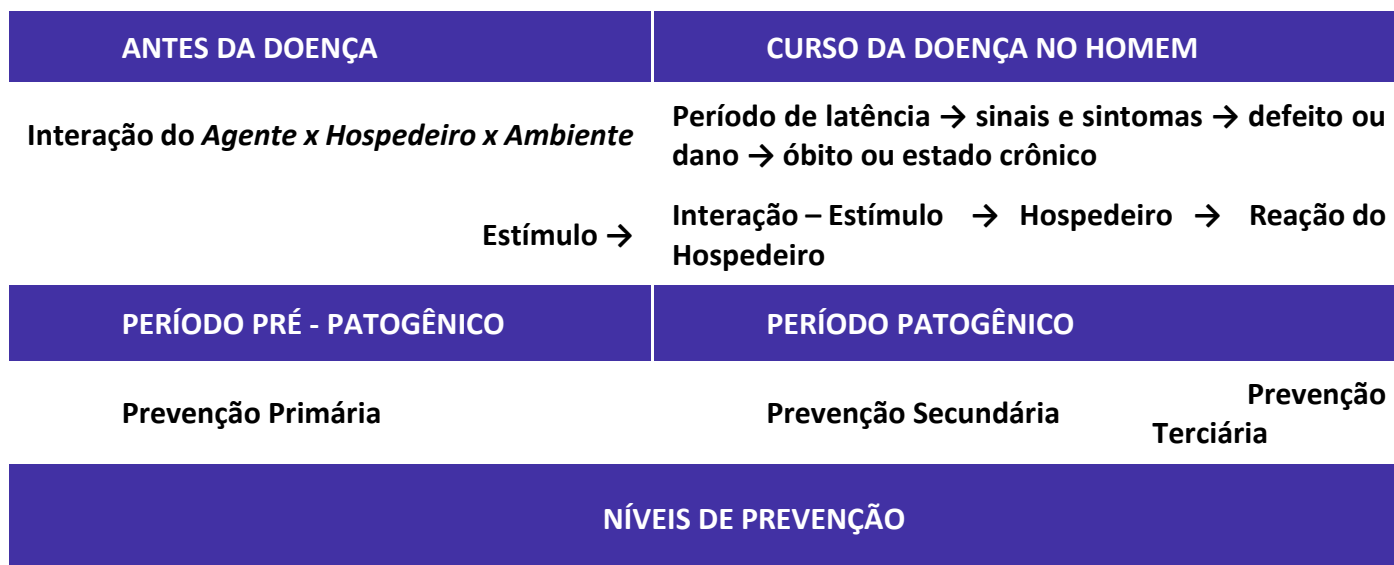 ANTES DA DOENÇA
CURSO DA DOENÇA NO HOMEM
Interação do Agente x Hospedeiro x Ambiente
Período de latência → sinais e sintomas → defeito ou
dano → óbito ou estado crônico
Estímulo →
Interação – Estímulo → Hospedeiro → Reação do
Hospedeiro
PERÍODO PRÉ - PATOGÊNICO
PERÍODO PATOGÊNICO
Prevenção Primária
Prevenção Secundária
Prevenção
Terciária
NÍVEIS DE PREVENÇÃO